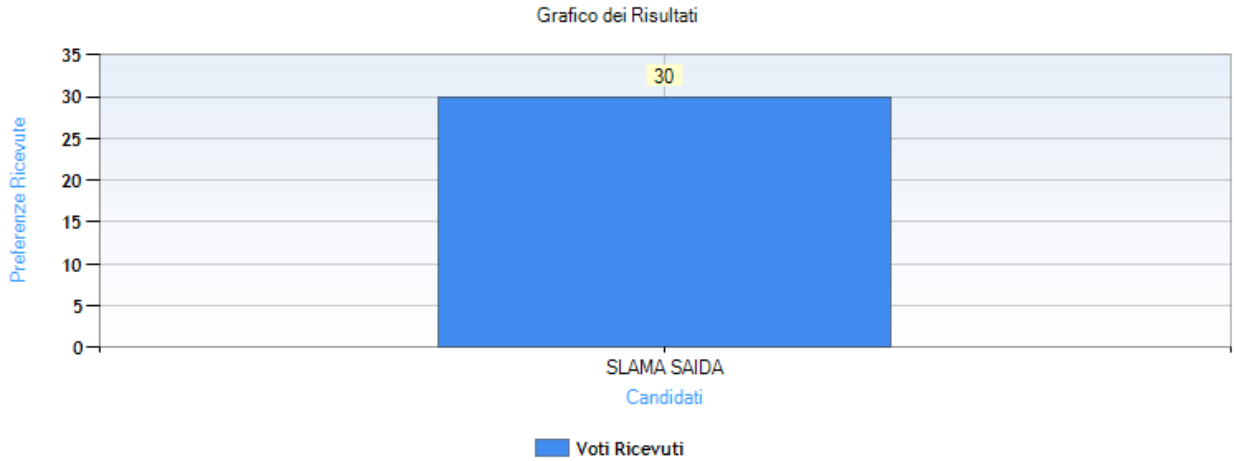 Grafico dei Risultati
35
30
30
25
20
15
10
5
0
Preferenze Ricevute
SLAMA SAIDA
Candidati
Voti Ricevuti